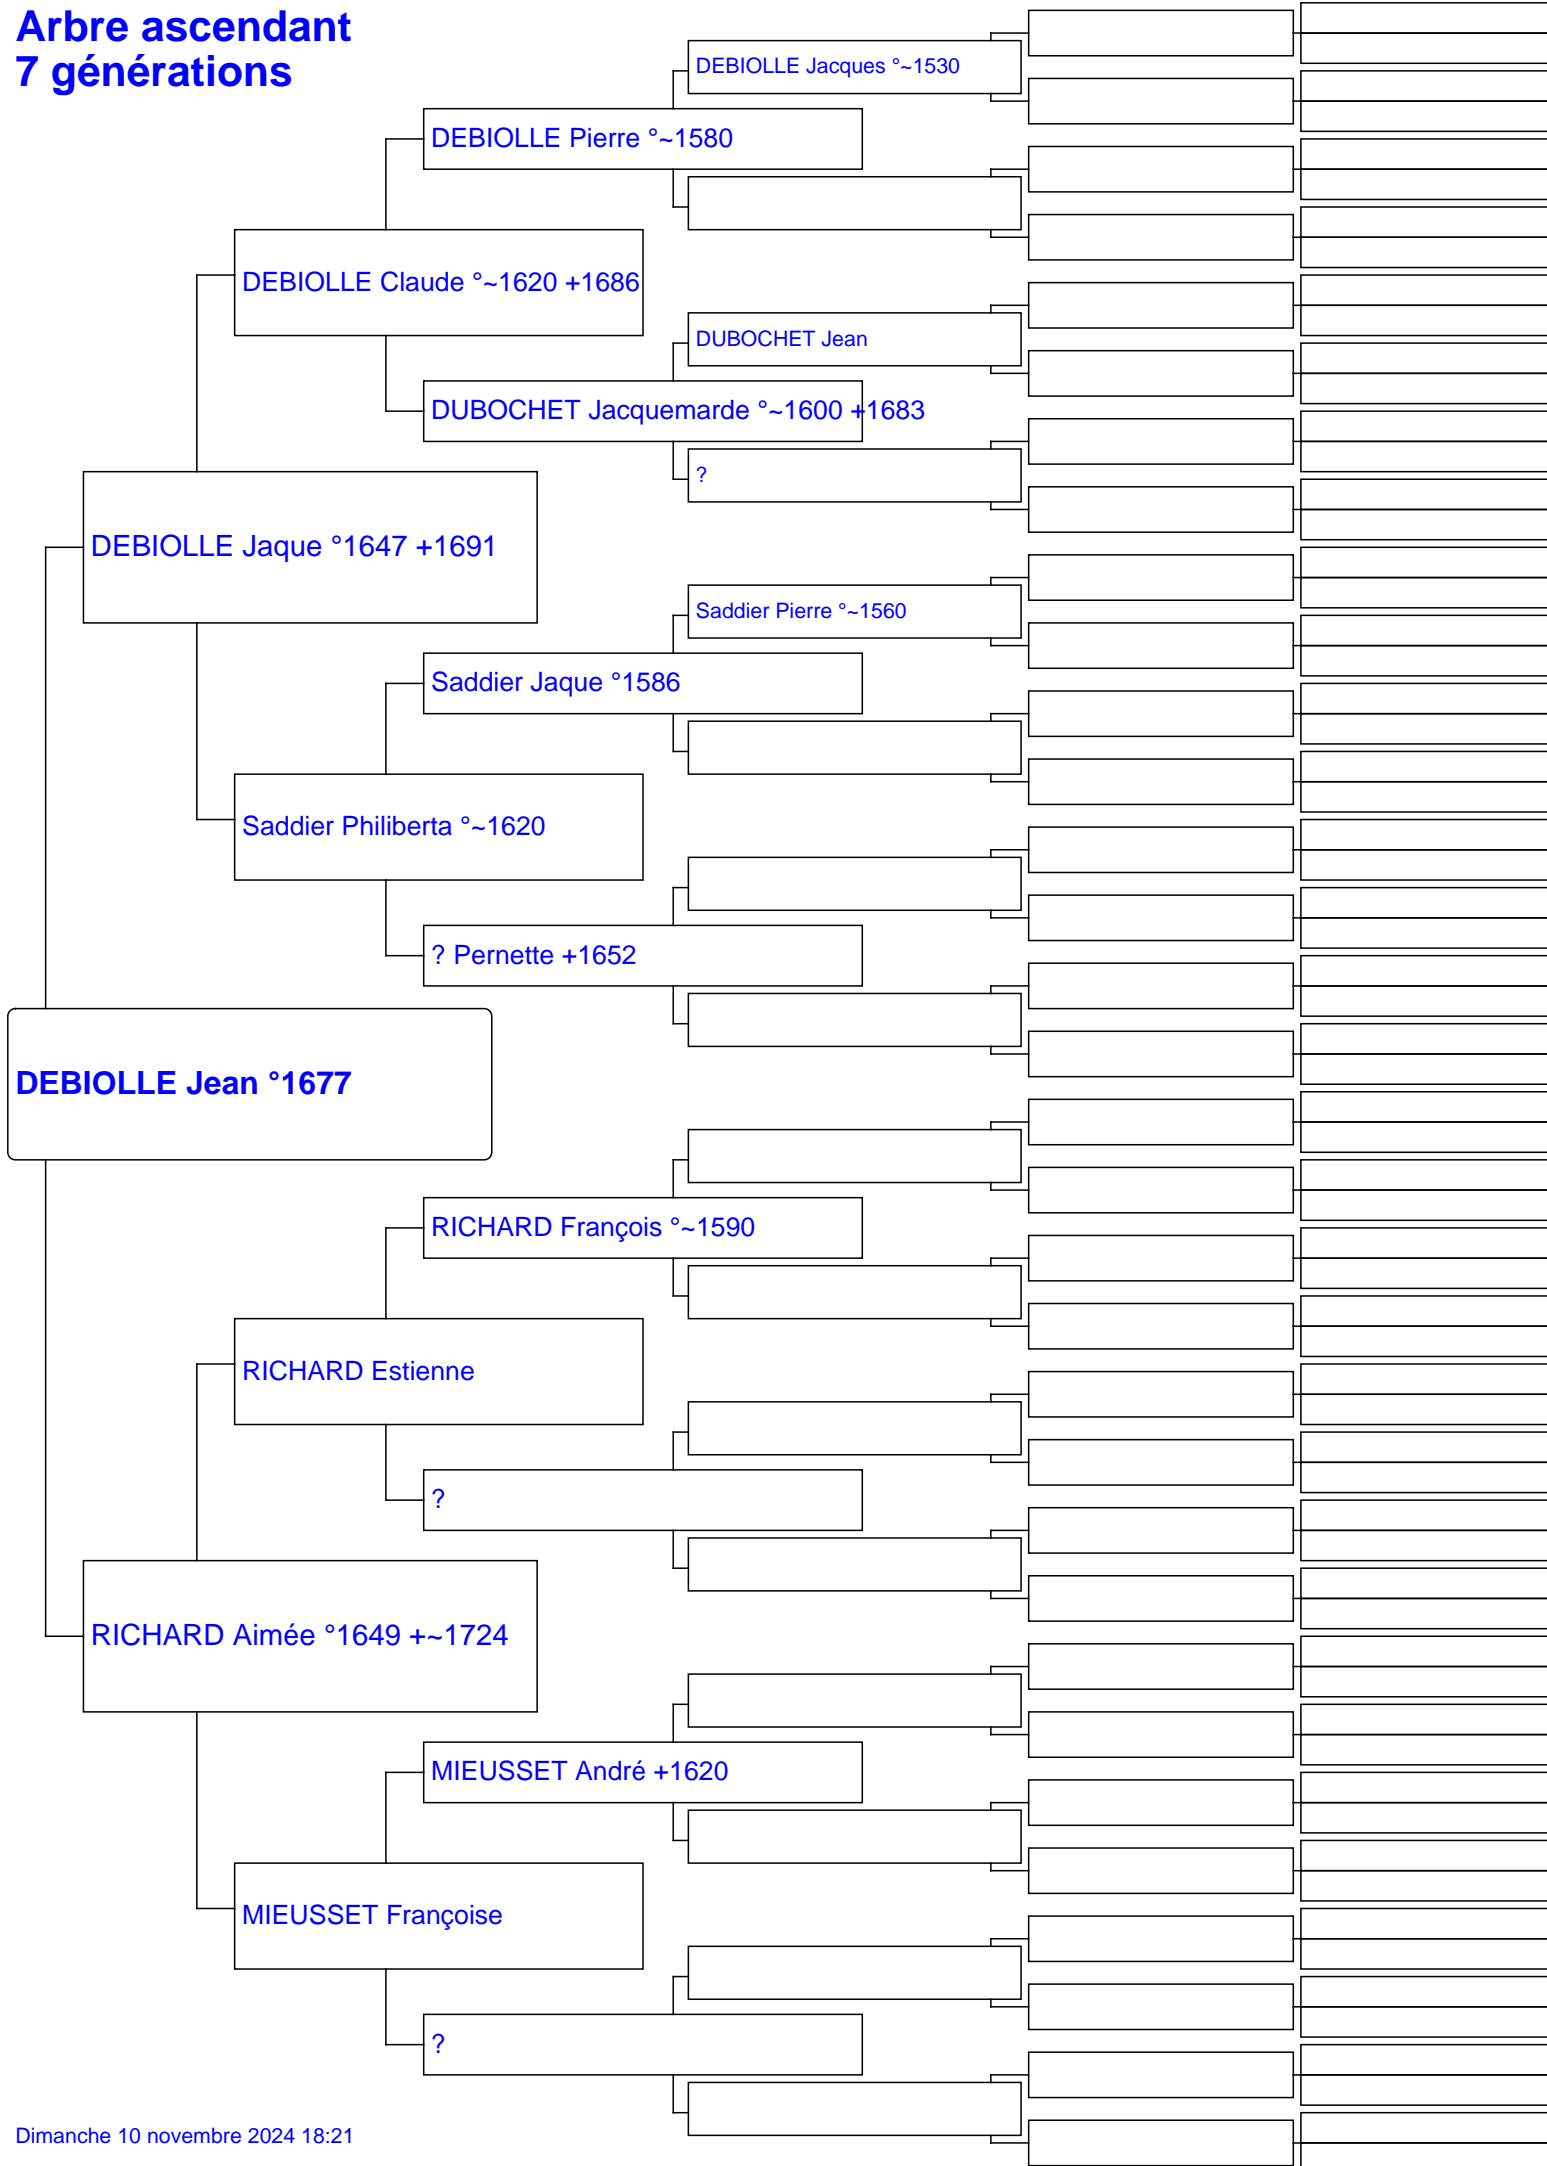 Arbre ascendant
7 générations
DEBIOLLE Jacques °~1530
DEBIOLLE Pierre °~1580
DEBIOLLE Claude °~1620 +1686
DUBOCHET Jean
DUBOCHET Jacquemarde °~1600 +1683
?
DEBIOLLE Jaque °1647 +1691
Saddier Pierre °~1560
Saddier Jaque °1586
Saddier Philiberta °~1620
? Pernette +1652
DEBIOLLE Jean °1677
RICHARD François °~1590
RICHARD Estienne
?
RICHARD Aimée °1649 +~1724
MIEUSSET André +1620
MIEUSSET Françoise
?
Dimanche 10 novembre 2024 18:21